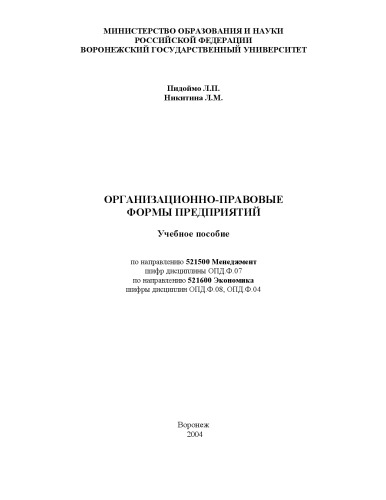 МИНИСТЕРСТВО ОБРАЗОВАНИЯ И НАУКИ
РОССИЙСКОЙ ФЕДЕРАЦИИ
ВОРОНЕЖСКИЙ ГОСУДАРСТВЕННЫЙ УНИВЕРСИТЕТ
Пидоймо Л.П.
Никитина Л.М.
ОРГАНИЗАЦИОННО-ПРАВОВЫЕ
ФОРМЫ ПРЕДПРИЯТИЙ
Учебное пособие
по направлению 521500 Менеджмент
шифр дисциплины ОПД.Ф.07
по направлению 521600 Экономика
шифры дисциплин ОПД.Ф.08, ОПД.Ф.04
Воронеж
2004